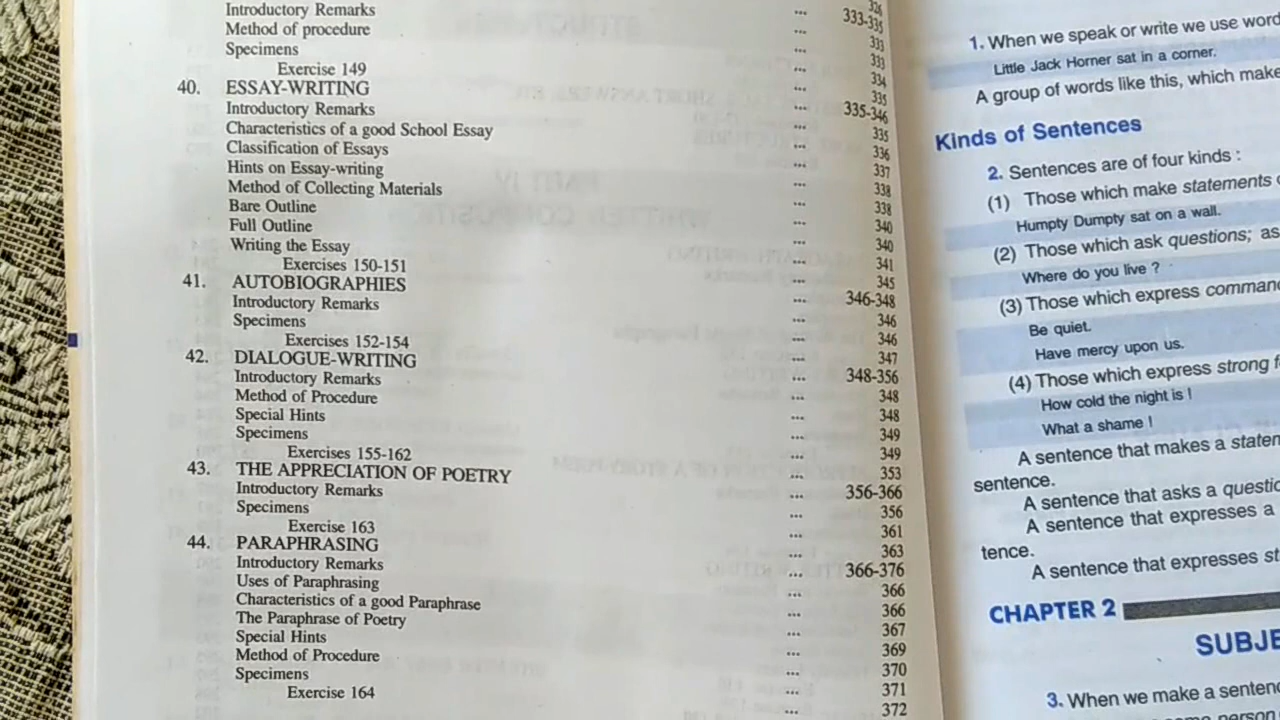 326
333-335
Introductory Remarks ... 333
Method of procedure ... 333
Specimens ... 334
Exercise 149 ... 335
40. ESSAY-WRITING ... 335-346
Introductory Remarks ... 335
Characteristics of a good School Essay ... 336
Classification of Essays ... 337
Hints on Essay-writing ... 338
Method of Collecting Materials ... 338
Bare Outline ... 340
Full Outline ... 340
Writing the Essay ... 341
Exercises 150-151 ... 345
41. AUTOBIOGRAPHIES ... 346-348
Introductory Remarks ... 346
Specimens ... 346
Exercises 152-154 ... 347
42. DIALOGUE-WRITING ... 348-356
Introductory Remarks ... 348
Method of Procedure ... 348
Special Hints ... 349
Specimens ... 349
Exercises 155-162 ... 353
43. THE APPRECIATION OF POETRY ... 356-366
Introductory Remarks ... 356
Specimens ... 361
Exercise 163 ... 363
44. PARAPHRASING ... 366-376
Introductory Remarks ... 366
Uses of Paraphrasing ... 366
Characteristics of a good Paraphrase ... 367
The Paraphrase of Poetry ... 369
Special Hints ... 370
Method of Procedure ... 371
Specimens ... 372
Exercise 164
1. When we speak or write we use word
Little Jack Horner sat in a corner.
A group of words like this, which make
Kinds of Sentences
2. Sentences are of four kinds :
(1) Those which make statements
Humpty Dumpty sat on a wall.
(2) Those which ask questions; as
Where do you live ?
(3) Those which express comman
Be quiet.
Have mercy upon us.
(4) Those which express strong
How cold the night is !
What a shame !
A sentence that makes a statem
sentence.
A sentence that asks a questio
A sentence that expresses a
tence.
A sentence that expresses st
CHAPTER 2
SUBJE
3. When we make a sentenc
some person